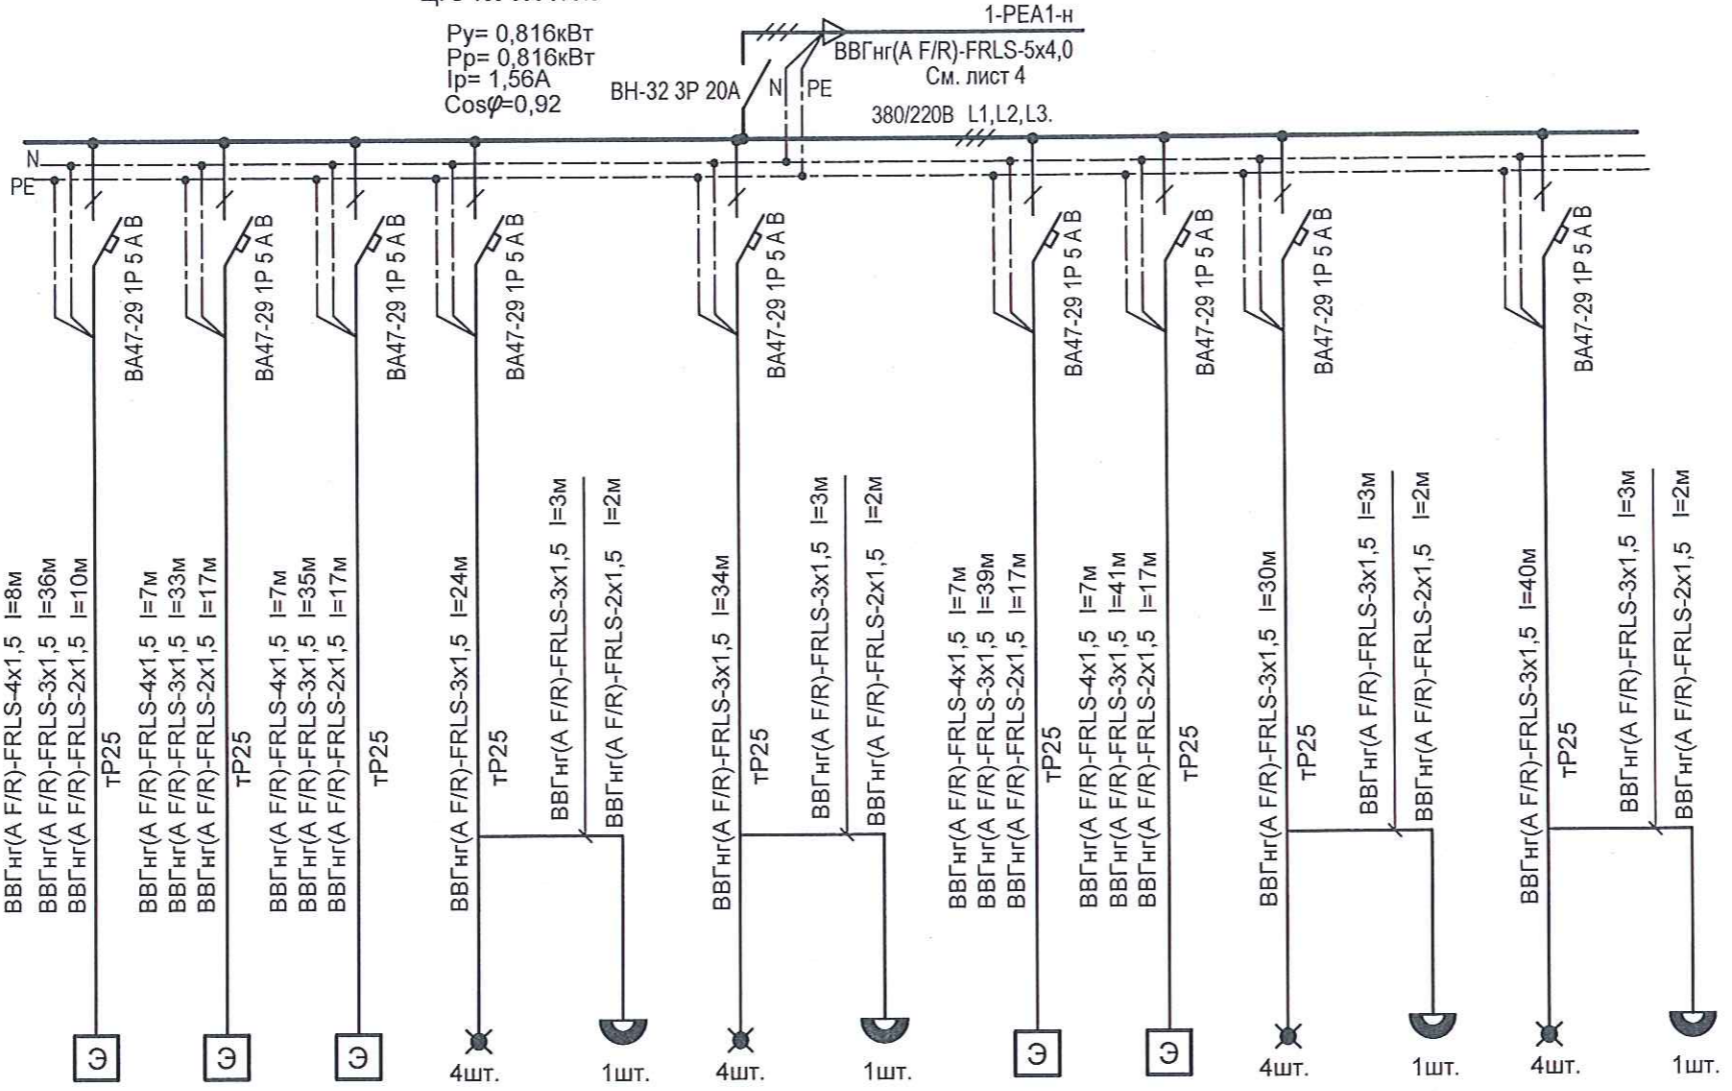 Ру= 0,816кВт
Рр= 0,816кВт
Iр= 1,56А
Cosφ=0,92
ВН-32 3Р 20А
N
PE
1-РЕА1-н
ВВГнг(А F/R)-FRLS-5х4,0
См. лист 4
380/220В L1,L2,L3.
N
PE
ВА47-29 1Р 5 А В
ВА47-29 1Р 5 А В
ВА47-29 1Р 5 А В
ВА47-29 1Р 5 А В
ВА47-29 1Р 5 А В
ВА47-29 1Р 5 А В
ВА47-29 1Р 5 А В
ВА47-29 1Р 5 А В
ВА47-29 1Р 5 А В
ВВГнг(А F/R)-FRLS-4х1,5 l=8м
ВВГнг(А F/R)-FRLS-3х1,5 l=36м
ВВГнг(А F/R)-FRLS-2х1,5 l=10м
тР25
ВВГнг(А F/R)-FRLS-4х1,5 l=7м
ВВГнг(А F/R)-FRLS-3х1,5 l=33м
ВВГнг(А F/R)-FRLS-2х1,5 l=17м
тР25
ВВГнг(А F/R)-FRLS-4х1,5 l=7м
ВВГнг(А F/R)-FRLS-3х1,5 l=35м
ВВГнг(А F/R)-FRLS-2х1,5 l=17м
тР25
ВВГнг(А F/R)-FRLS-3х1,5 l=24м
тР25
ВВГнг(А F/R)-FRLS-3х1,5 l=3м
ВВГнг(А F/R)-FRLS-2х1,5 l=2м
ВВГнг(А F/R)-FRLS-3х1,5 l=34м
тР25
ВВГнг(А F/R)-FRLS-3х1,5 l=3м
ВВГнг(А F/R)-FRLS-2х1,5 l=2м
ВВГнг(А F/R)-FRLS-4х1,5 l=7м
ВВГнг(А F/R)-FRLS-3х1,5 l=39м
ВВГнг(А F/R)-FRLS-2х1,5 l=17м
тР25
ВВГнг(А F/R)-FRLS-4х1,5 l=7м
ВВГнг(А F/R)-FRLS-3х1,5 l=41м
ВВГнг(А F/R)-FRLS-2х1,5 l=17м
тР25
ВВГнг(А F/R)-FRLS-3х1,5 l=30м
тР25
ВВГнг(А F/R)-FRLS-3х1,5 l=3м
ВВГнг(А F/R)-FRLS-2х1,5 l=2м
ВВГнг(А F/R)-FRLS-3х1,5 l=40м
тР25
ВВГнг(А F/R)-FRLS-3х1,5 l=3м
ВВГнг(А F/R)-FRLS-2х1,5 l=2м
Э
Э
Э
4шт.
1шт.
4шт.
1шт.
Э
Э
4шт.
1шт.
4шт.
1шт.